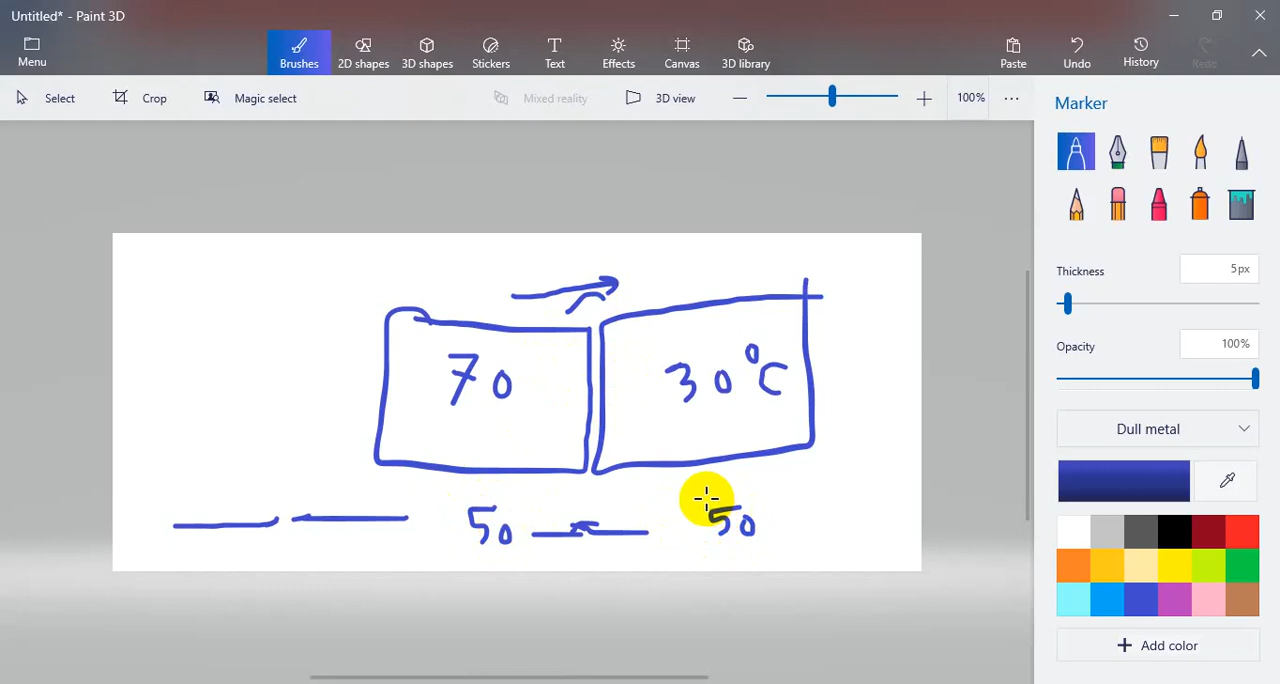 Untitled* - Paint 3D
Menu
Brushes 2D shapes 3D shapes Stickers Text Effects Canvas 3D library Paste Undo History Redo
Select Crop Magic select Mixed reality 3D view 100%
Marker
Thickness 5px
Opacity 100%
Dull metal
Add color
70 30°C
50 50